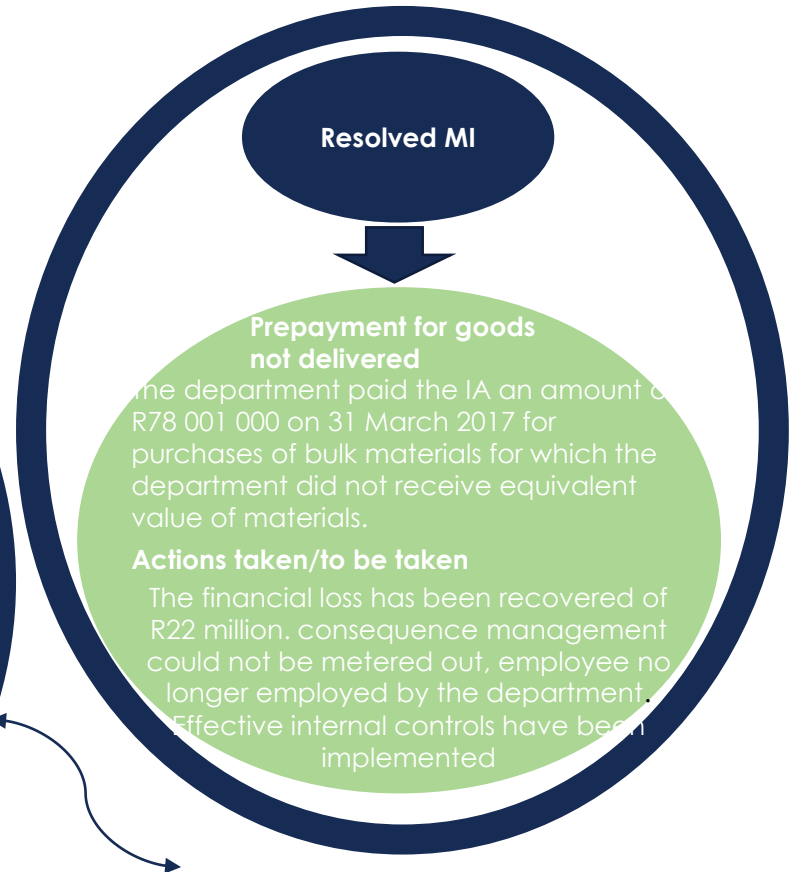 Resolved MI
Prepayment for goods
not delivered
The department paid the IA an amount o
R78 001 000 on 31 March 2017 for
purchases of bulk materials for which the
department did not receive equivalent
value of materials.
Actions taken/to be taken
The financial loss has been recovered of
R22 million. consequence management
could not be metered out, employee no
longer employed by the department.
Effective internal controls have been
implemented